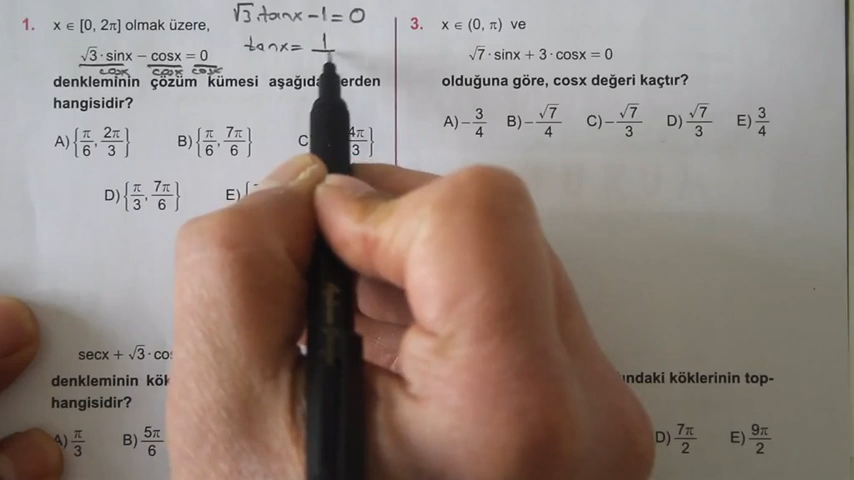 1. x ∈ [0, 2π] olmak üzere,
√3 · sinx − cosx = 0
cosx cosx cosx
√3 . tanx − 1 = 0
tanx = 1
denkleminin çözüm kümesi aşağıda erden
hangisidir?
A) {π/6, 2π/3} B) {π/6, 7π/6} C 4π/3}
D) {π/3, 7π/6} E) {
secx + √3 · co
denkleminin kök
hangisidir?
A) π/3 B) 5π/6
3. x ∈ (0, π) ve
√7 · sinx + 3 · cosx = 0
olduğuna göre, cosx değeri kaçtır?
A) −3/4 B) −√7/4 C) −√7/3 D) √7/3 E) 3/4
ındaki köklerinin top-
D) 7π/2 E) 9π/2